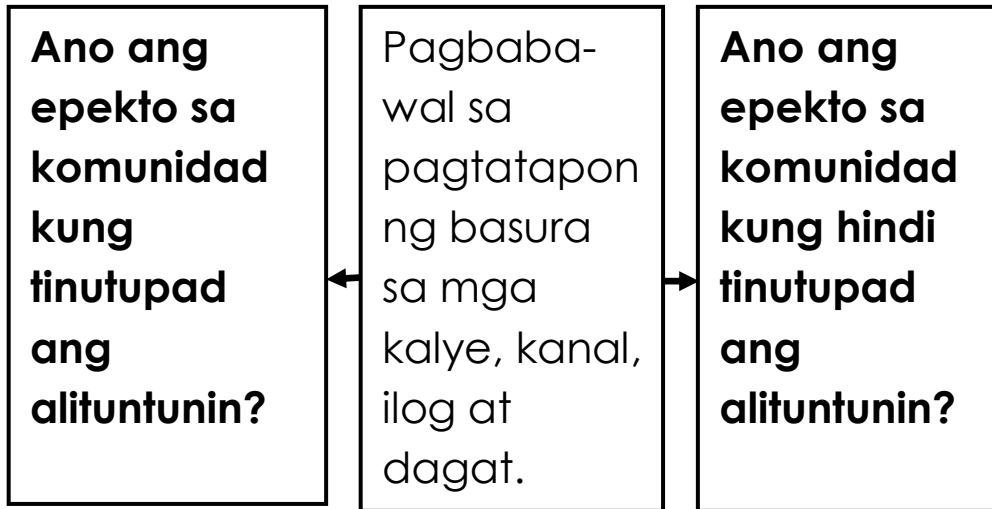 Ano ang
epekto sa
komunidad
kung
tinutupad
ang
alituntunin?
Pagbaba-
wal sa
pagtatapon
ng basura
sa mga
kalye, kanal,
ilog at
dagat.
Ano ang
epekto sa
komunidad
kung hindi
tinutupad
ang
alituntunin?